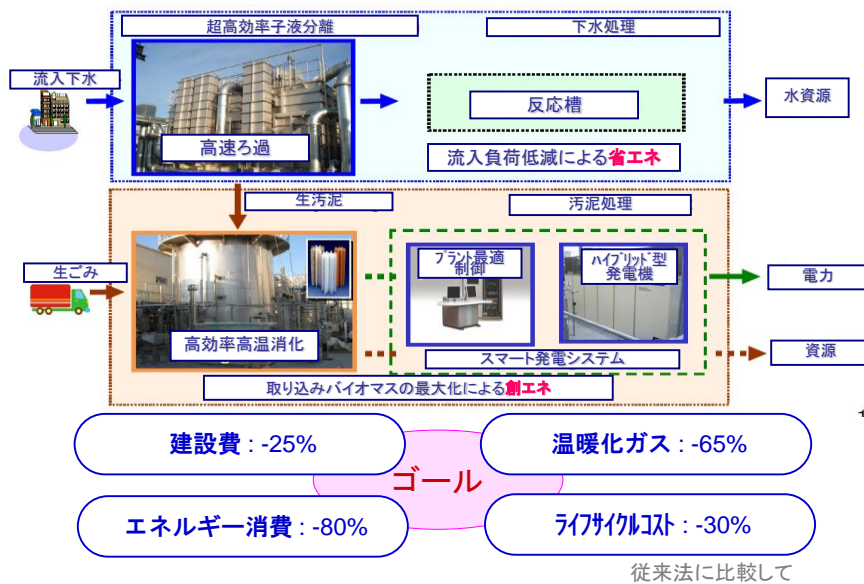 超高効率子液分離
下水処理
流入下水
高速ろ過
反応槽
水資源
流入負荷低減による省エネ
生汚泥
汚泥処理
生ごみ
プラント最適
制御
ハイブリッド型
発電機
電力
高効率高温消化
スマート発電システム
資源
取り込みバイオマスの最大化による創エネ
建設費 : -25%
温暖化ガス : -65%
ゴール
エネルギー消費 : -80%
ライフサイクルコスト : -30%
従来法に比較して